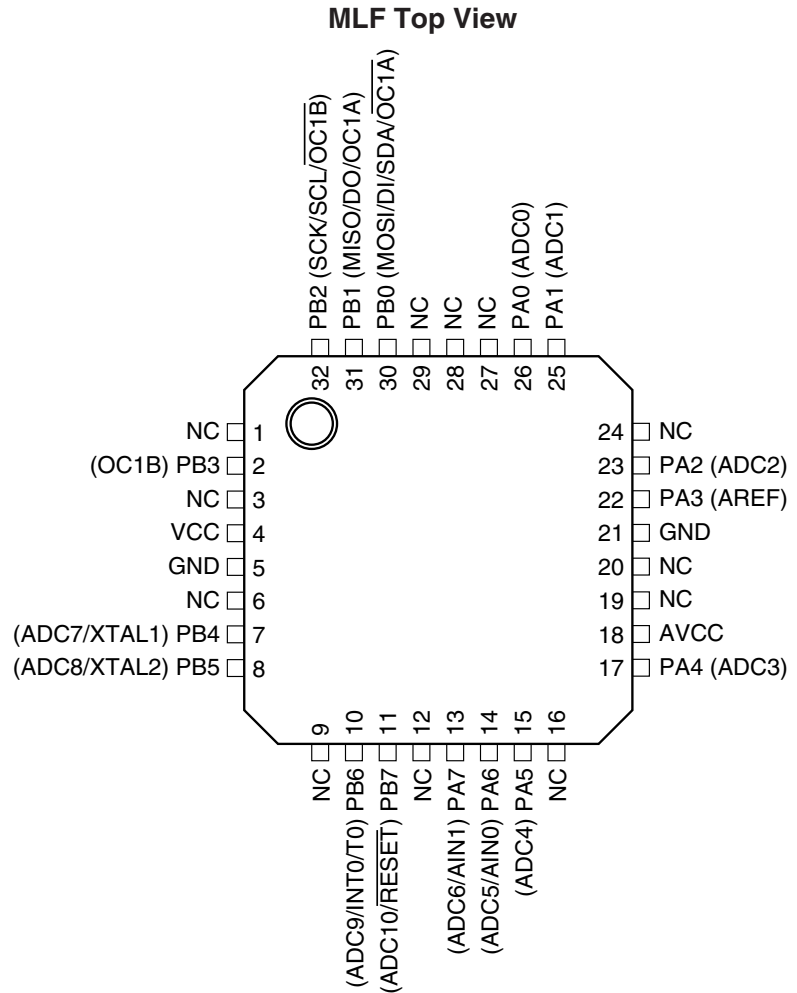 MLF Top View
PB2 (SCK/SCL/OC1B)
PB1 (MISO/DO/OC1A)
PB0 (MOSI/DI/SDA/OC1A)
NC
NC
NC
PA0 (ADC0)
PA1 (ADC1)
32
31
30
29
28
27
26
25
NC 1
(OC1B) PB3 2
NC 3
VCC 4
GND 5
NC 6
(ADC7/XTAL1) PB4 7
(ADC8/XTAL2) PB5 8
24 NC
23 PA2 (ADC2)
22 PA3 (AREF)
21 GND
20 NC
19 NC
18 AVCC
17 PA4 (ADC3)
9
10
11
12
13
14
15
16
NC
(ADC9/INT0/T0) PB6
(ADC10/RESET) PB7
NC
(ADC6/AIN1) PA7
(ADC5/AIN0) PA6
(ADC4) PA5
NC